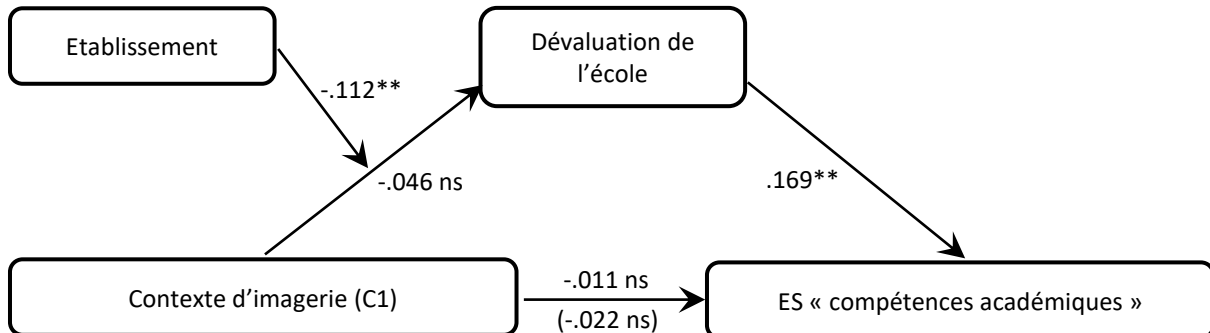 Etablissement
Dévaluation de
l’école
-.112**
-.046 ns
.169**
Contexte d’imagerie (C1)
-.011 ns
(-.022 ns)
ES « compétences académiques »